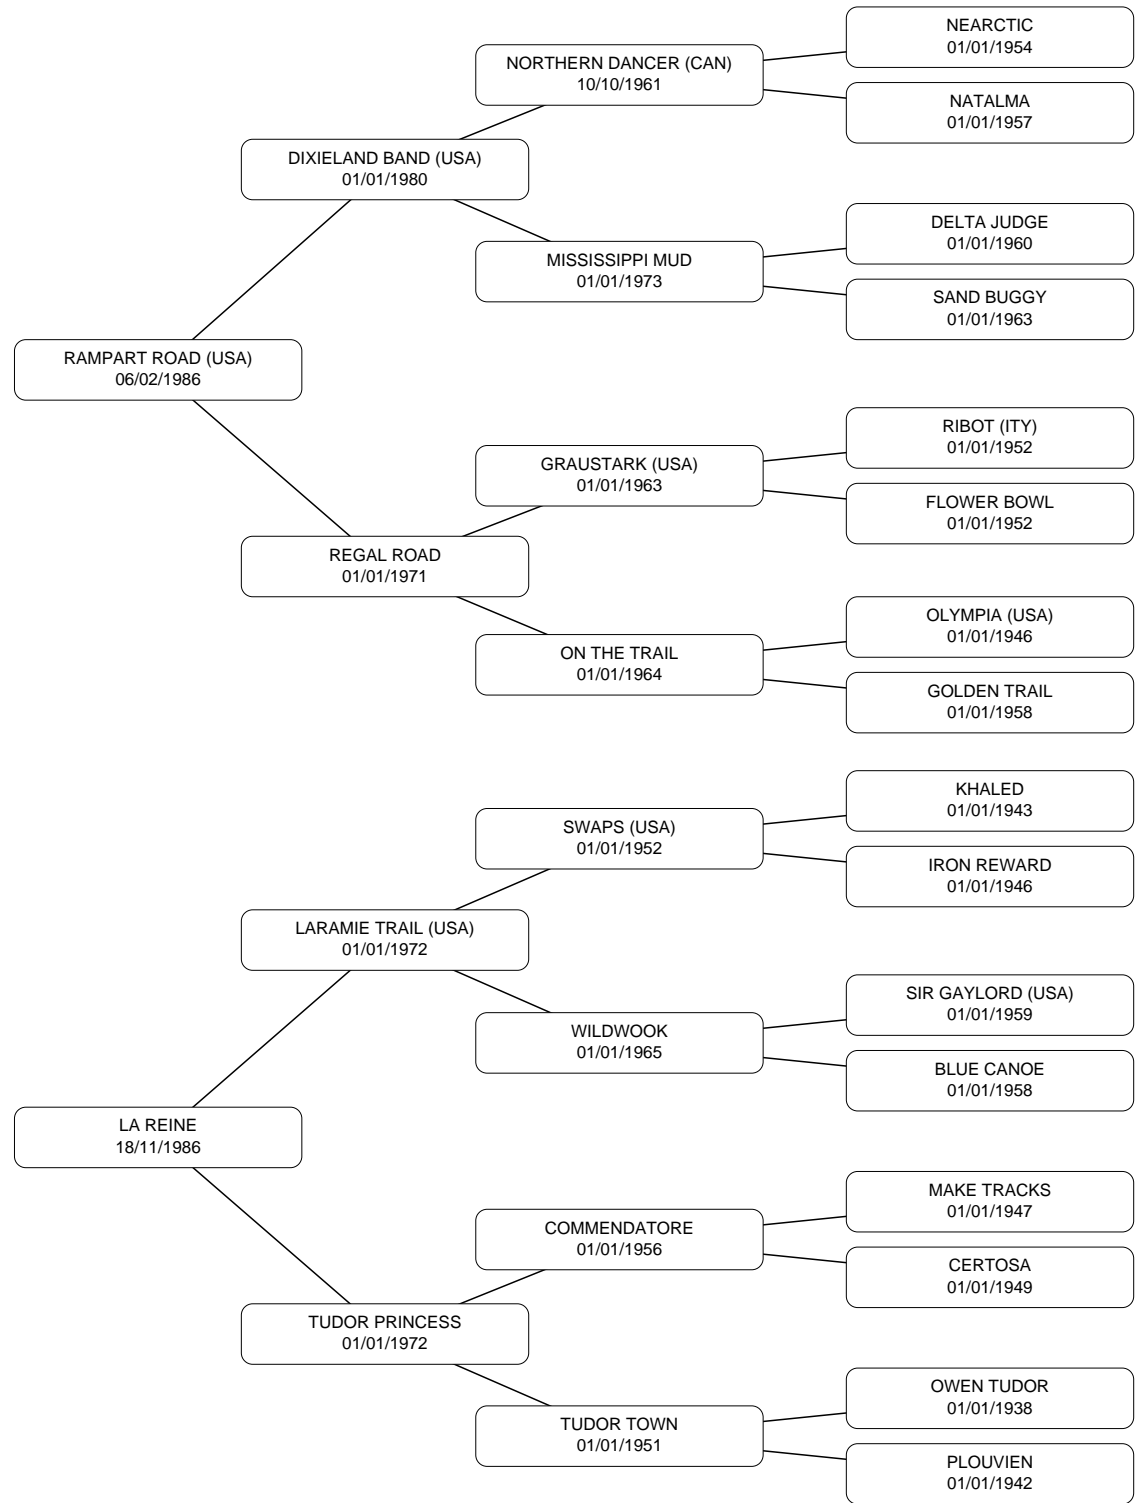 NEARCTIC
01/01/1954
NORTHERN DANCER (CAN)
10/10/1961
NATALMA
01/01/1957
DIXIELAND BAND (USA)
01/01/1980
DELTA JUDGE
01/01/1960
MISSISSIPPI MUD
01/01/1973
SAND BUGGY
01/01/1963
RAMPART ROAD (USA)
06/02/1986
RIBOT (ITY)
01/01/1952
GRAUSTARK (USA)
01/01/1963
FLOWER BOWL
01/01/1952
REGAL ROAD
01/01/1971
OLYMPIA (USA)
01/01/1946
ON THE TRAIL
01/01/1964
GOLDEN TRAIL
01/01/1958
KHALED
01/01/1943
SWAPS (USA)
01/01/1952
IRON REWARD
01/01/1946
LARAMIE TRAIL (USA)
01/01/1972
SIR GAYLORD (USA)
01/01/1959
WILDWOOK
01/01/1965
BLUE CANOE
01/01/1958
LA REINE
18/11/1986
MAKE TRACKS
01/01/1947
COMMENDATORE
01/01/1956
CERTOSA
01/01/1949
TUDOR PRINCESS
01/01/1972
OWEN TUDOR
01/01/1938
TUDOR TOWN
01/01/1951
PLOUVIEN
01/01/1942